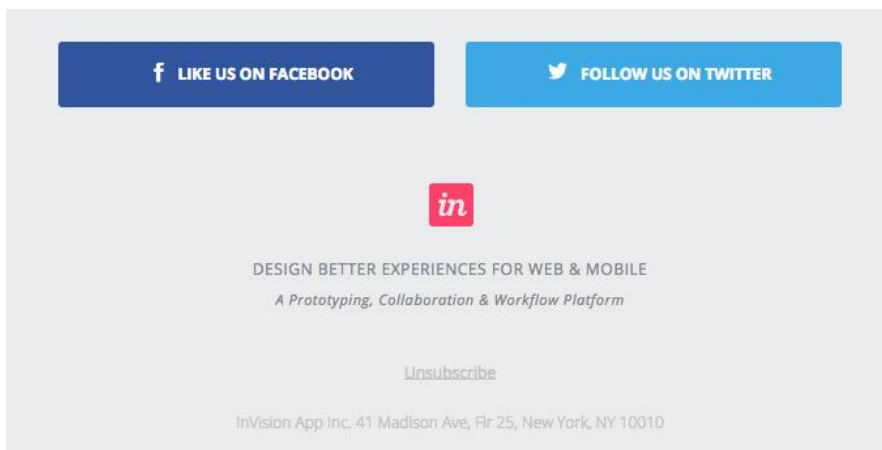 f LIKE US ON FACEBOOK
FOLLOW US ON TWITTER
in
DESIGN BETTER EXPERIENCES FOR WEB & MOBILE
A Prototyping, Collaboration & Workflow Platform
Unsubscribe
InVision App Inc. 41 Madison Ave, Flr 25, New York, NY 10010